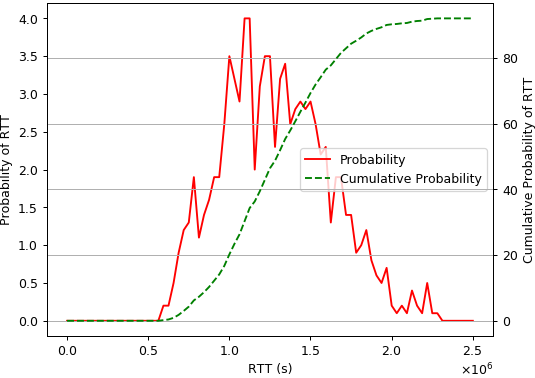 4.0
3.5
3.0
2.5
2.0
1.5
1.0
0.5
0.0
Probability of RTT
80
60
40
20
0
Cumulative Probability of RTT
Probability
Cumulative Probability
0.0 0.5 1.0 1.5 2.0 2.5
RTT (s)
×10⁶